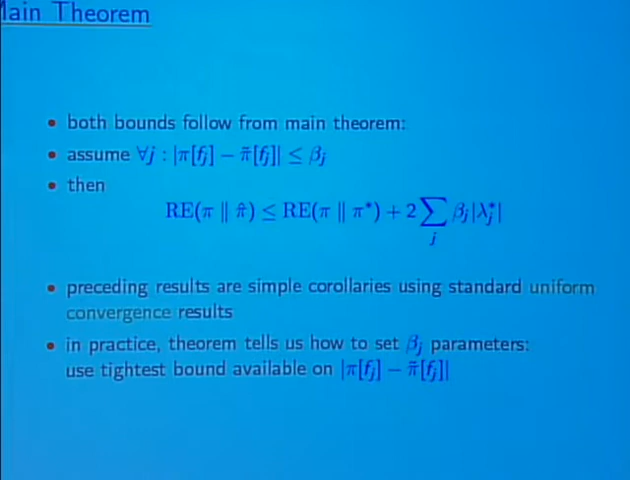 Main Theorem
• both bounds follow from main theorem:
• assume ∀j : |π[fj] − π̃[fj]| ≤ βj
• then
RE(π ∥ π̂) ≤ RE(π ∥ π*) + 2 ∑j βj|λj*|
• preceding results are simple corollaries using standard uniform
convergence results
• in practice, theorem tells us how to set βj parameters:
use tightest bound available on |π[fj] − π̃[fj]|